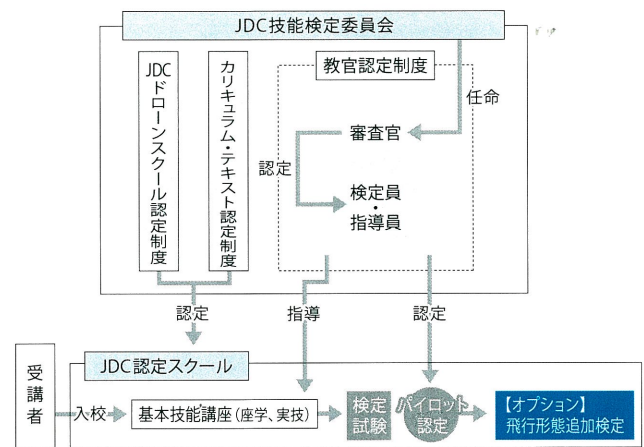 JDC技能検定委員会
JDCドローンスクール認定制度
カリキュラム・テキスト認定制度
教官認定制度
任命
審査官
認定
検定員
・
指導員
認定
指導
認定
JDC認定スクール
受講者
入校
基本技能講座(座学、実技)
検定
試験
パイロット
認定
【オプション】
飛行形態追加検定